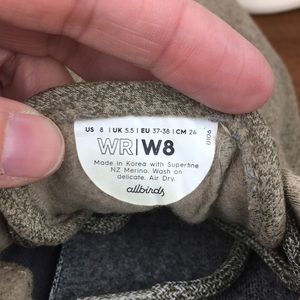 US 8 | UK 5.5 | EU 37-38 | CM 24
WR|W8
Made in Korea with Superfine
NZ Merino. Wash on
delicate. Air Dry.
allbirds